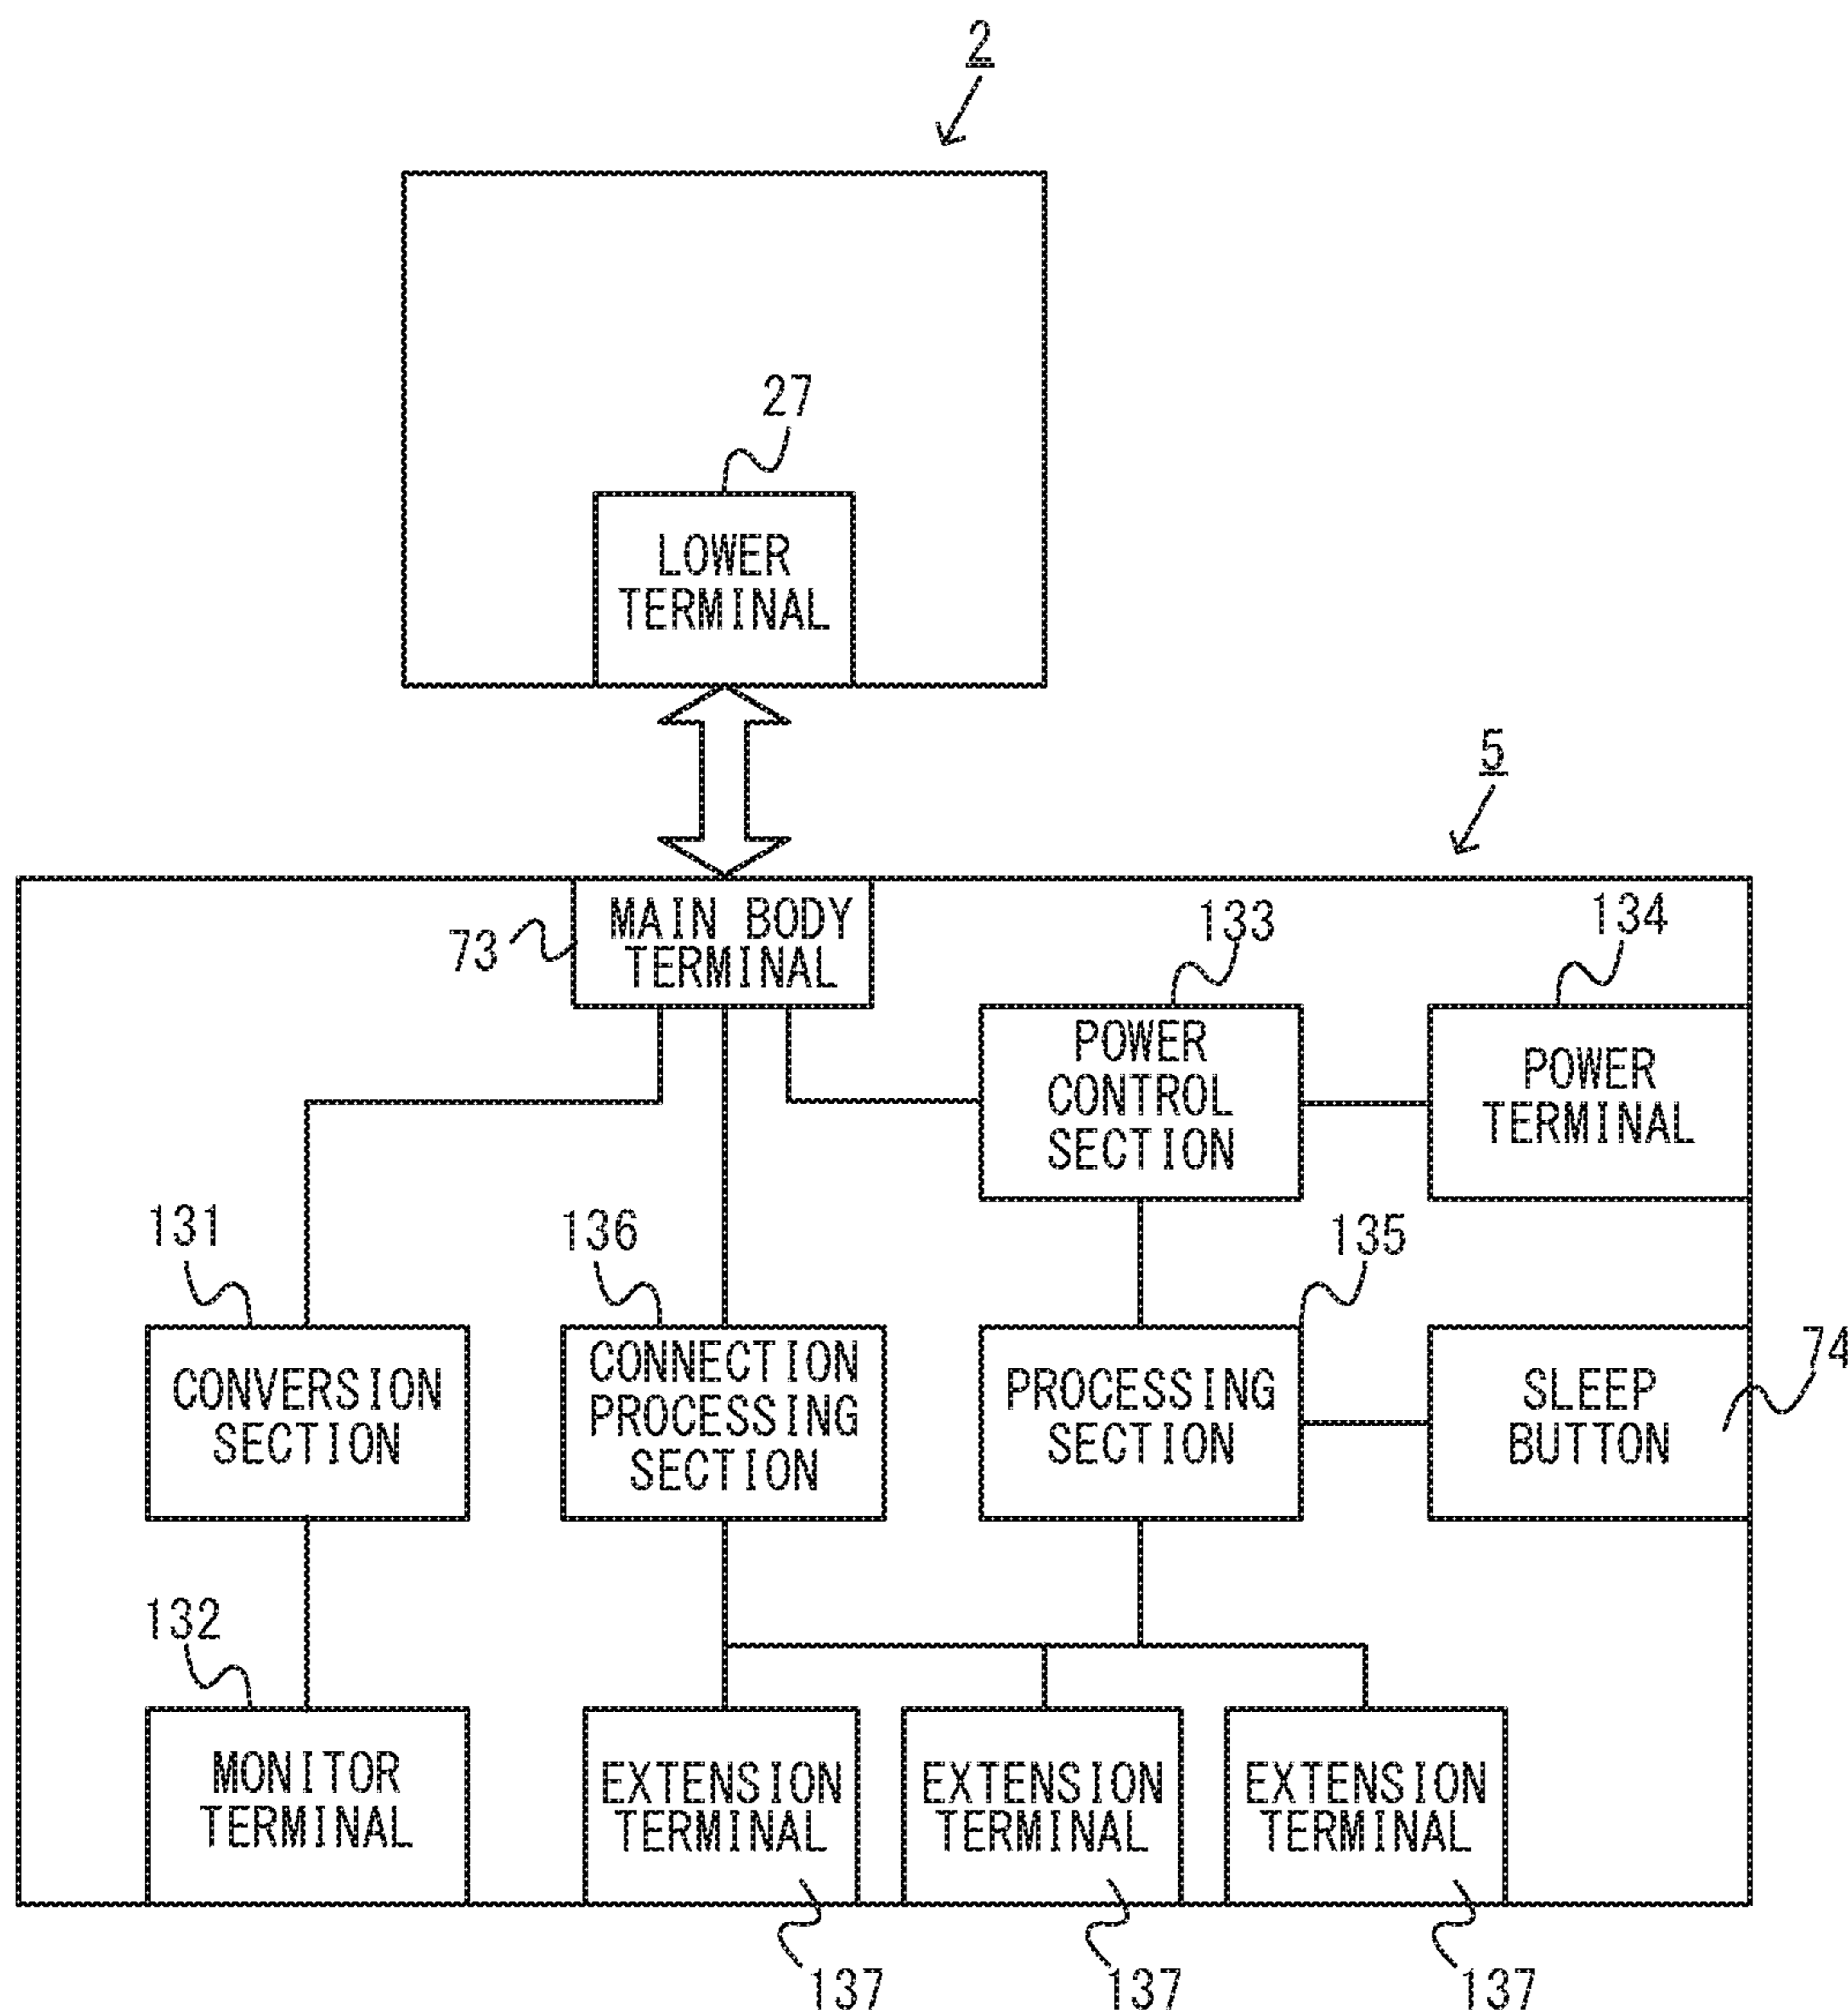 2
27
LOWER
TERMINAL
5
73
MAIN BODY
TERMINAL
133
134
POWER
CONTROL
SECTION
POWER
TERMINAL
131
136
135
74
CONVERSION
SECTION
CONNECTION
PROCESSING
SECTION
PROCESSING
SECTION
SLEEP
BUTTON
132
MONITOR
TERMINAL
EXTENSION
TERMINAL
EXTENSION
TERMINAL
EXTENSION
TERMINAL
137
137
137